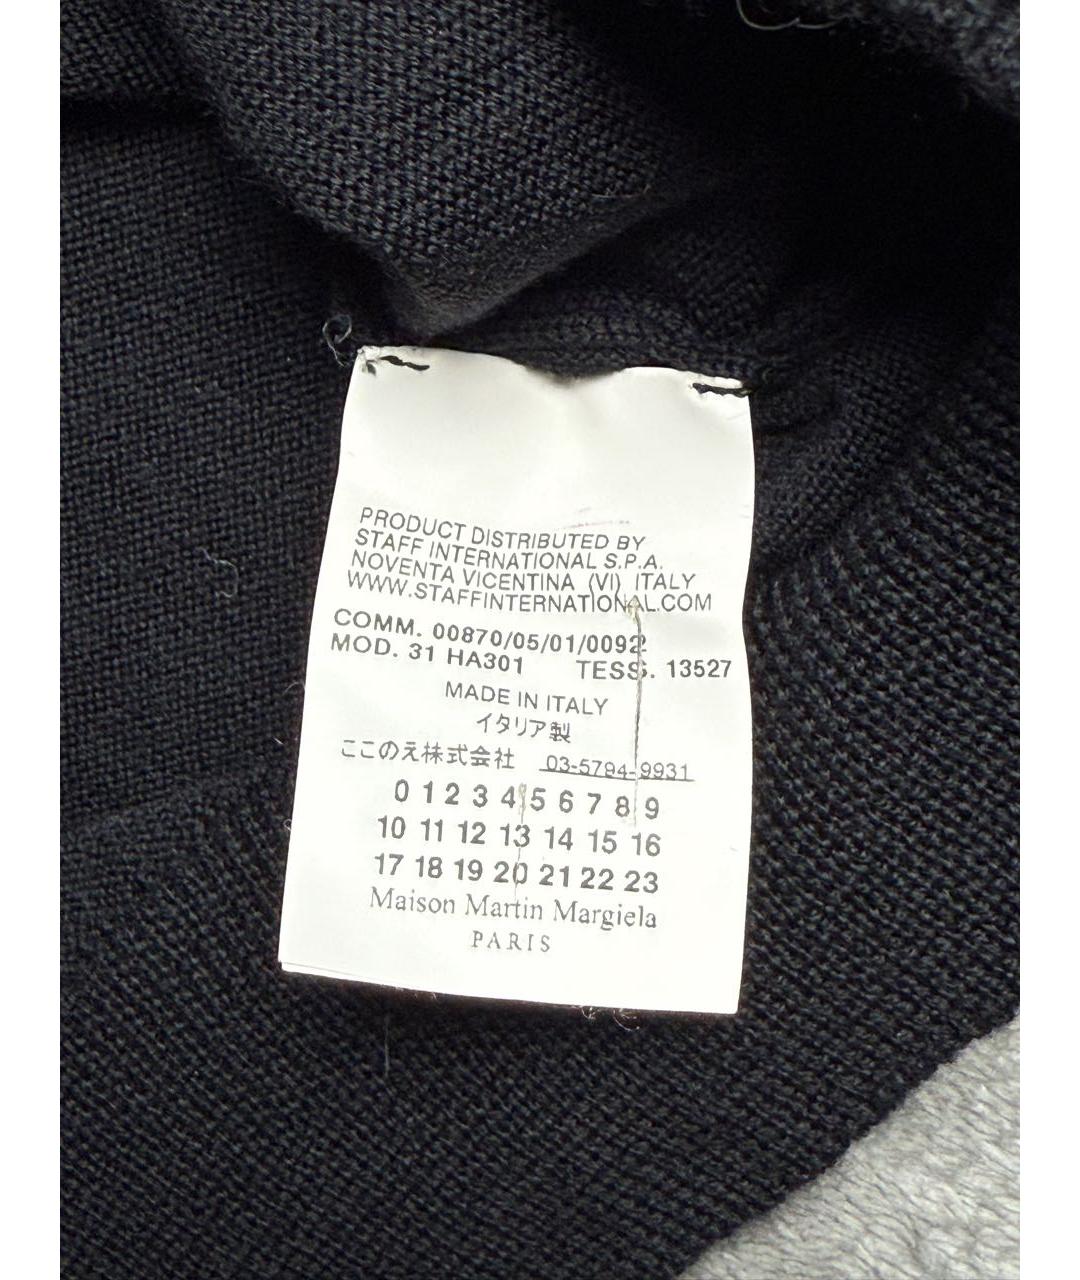 PRODUCT DISTRIBUTED BY
STAFF INTERNATIONAL S.P.A.
NOVENTA VICENTINA (VI) ITALY
WWW.STAFFINTERNATIONAL.COM
COMM. 00870/05/01/0092
MOD. 31 HA301 TESS. 13527
MADE IN ITALY
イタリア製
ここのえ株式会社 03-5794-9931
0 1 2 3 4 5 6 7 8 9
10 11 12 13 14 15 16
17 18 19 20 21 22 23
Maison Martin Margiela
PARIS